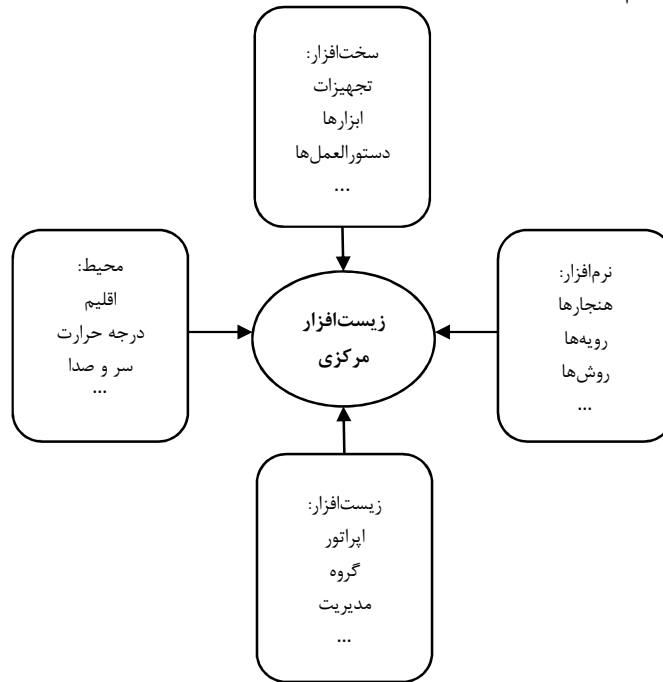 سخت‌افزار:
تجهیزات
ابزارها
دستورالعمل‌ها
...
نرم‌افزار:
هنجارها
رویه‌ها
روش‌ها
...
زیست‌افزار
مرکزی
محیط:
اقلیم
درجه حرارت
سر و صدا
...
زیست‌افزار:
اپراتور
گروه
مدیریت
...